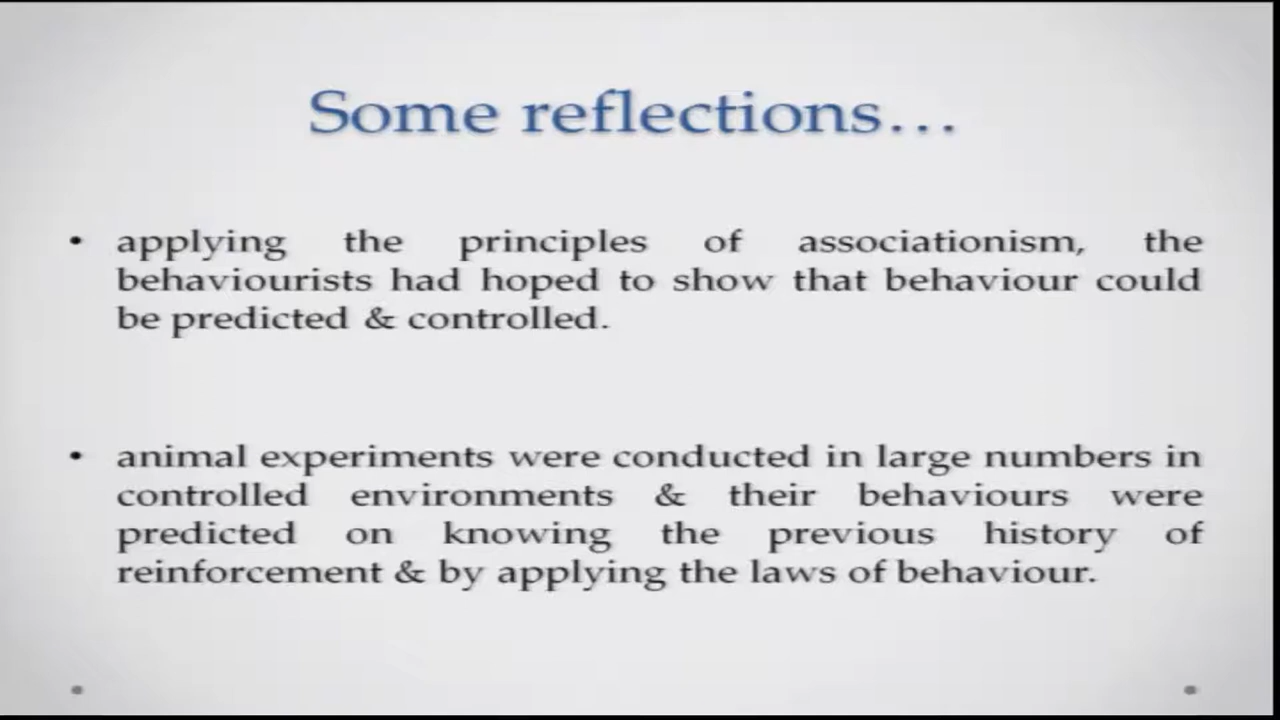 Some reflections...
• applying the principles of associationism, the
behaviourists had hoped to show that behaviour could
be predicted & controlled.
• animal experiments were conducted in large numbers in
controlled environments & their behaviours were
predicted on knowing the previous history of
reinforcement & by applying the laws of behaviour.